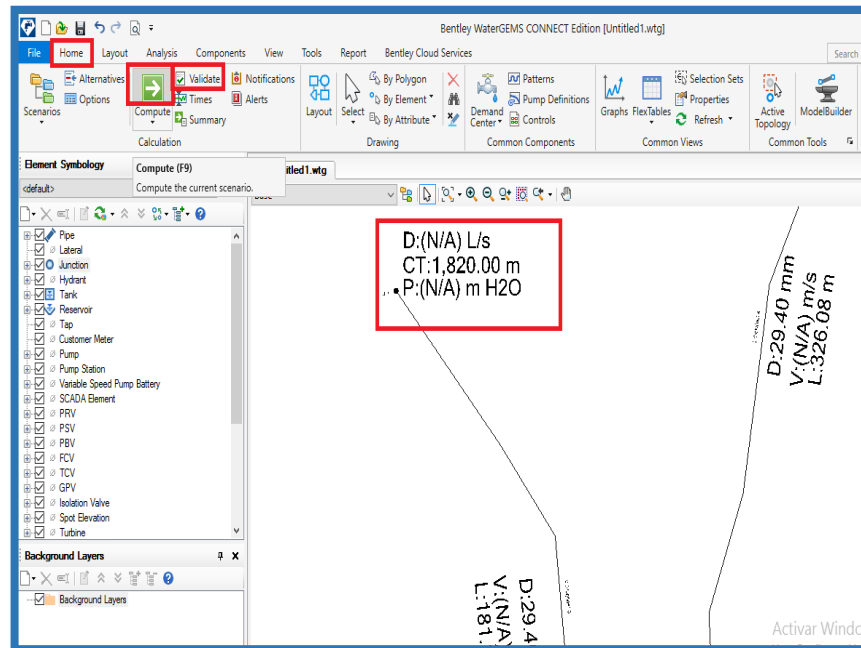 Bentley WaterGEMS CONNECT Edition [Untitled1.wtg]
File Home Layout Analysis Components View Tools Report Bentley Cloud Services
Search
Scenarios
Alternatives
Options
Compute
Validate
Times
Summary
Calculation
Notifications
Alerts
Layout
Select
By Polygon
By Element
By Attribute
Drawing
Demand Center
Patterns
Pump Definitions
Controls
Common Components
Graphs
FlexTables
Selection Sets
Properties
Refresh
Common Views
Active Topology
ModelBuilder
Common Tools
Element Symbology
<default>
Compute (F9)
Compute the current scenario.
itled1.wtg
Base
Pipe
Lateral
Junction
Hydrant
Tank
Reservoir
Tap
Customer Meter
Pump
Pump Station
Variable Speed Pump Battery
SCADA Element
PRV
PSV
PBV
FCV
TCV
GPV
Isolation Valve
Spot Elevation
Turbine
Background Layers
Background Layers
D:(N/A) L/s
CT:1,820.00 m
P:(N/A) m H2O
D:29.40 mm
V:(N/A) m/s
L:326.08 m
D:29.4
V:(N/A)
L:181.
Activar Windo